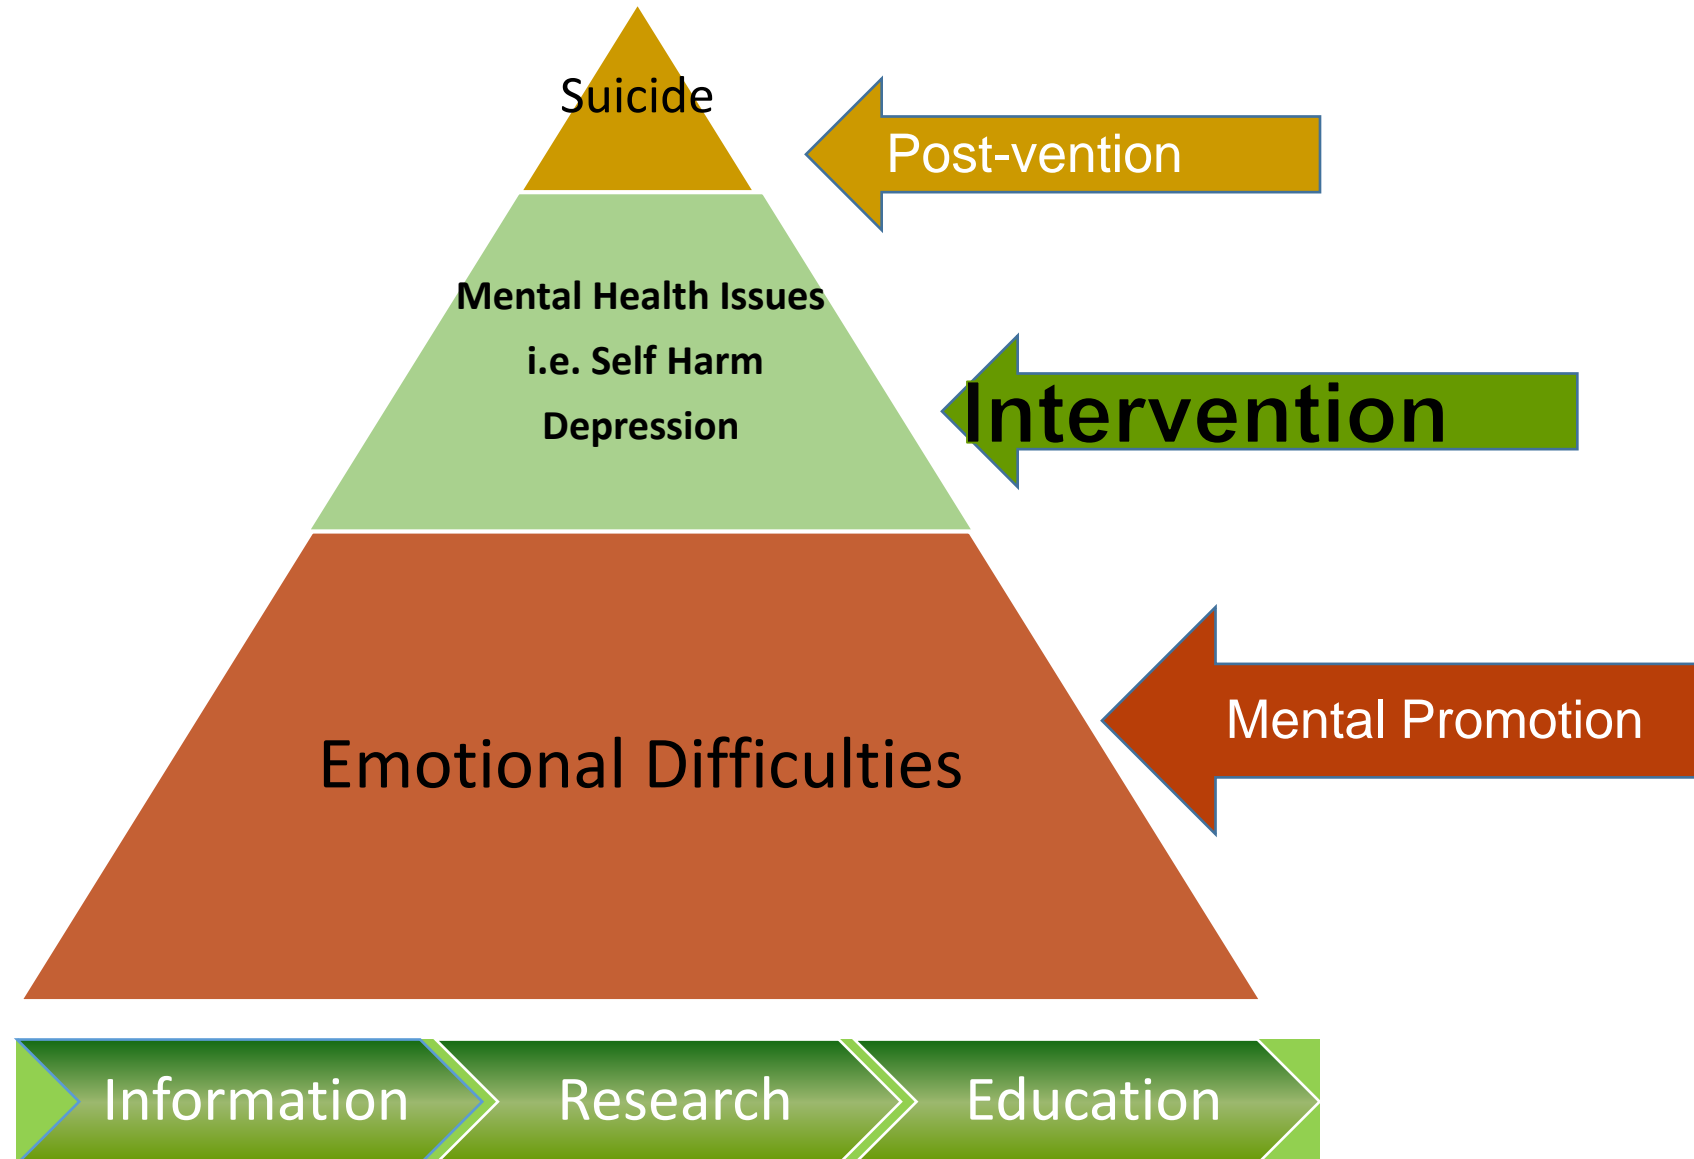 Suicide
Post-vention
Mental Health Issues
i.e. Self Harm
Depression
Intervention
Emotional Difficulties
Mental Promotion
Information
Research
Education